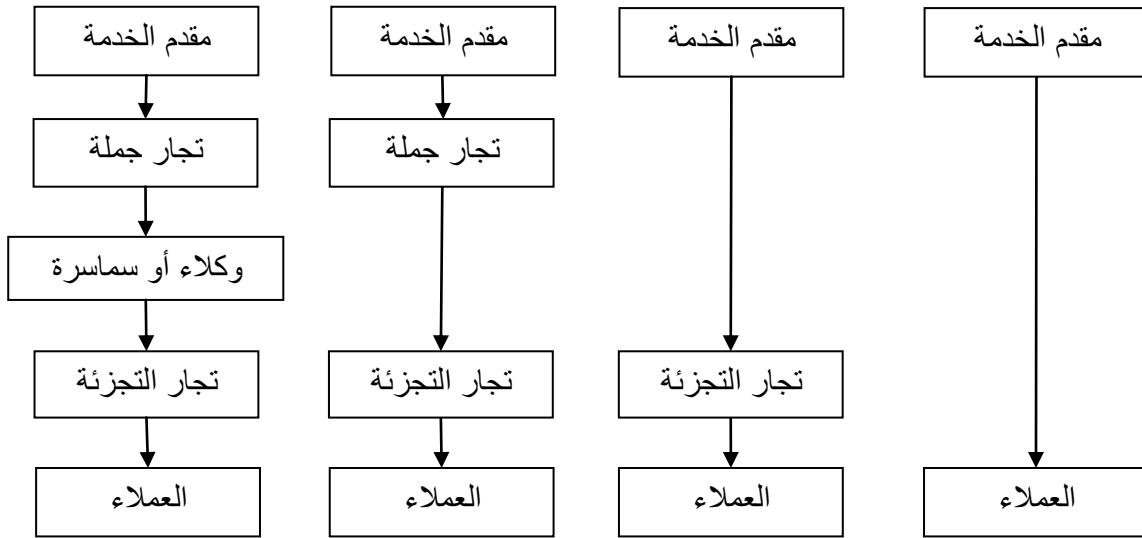 مقدم الخدمة
العملاء
مقدم الخدمة
تجار التجزئة
العملاء
مقدم الخدمة
تجار جملة
تجار التجزئة
العملاء
مقدم الخدمة
تجار جملة
وكلاء أو سماسرة
تجار التجزئة
العملاء